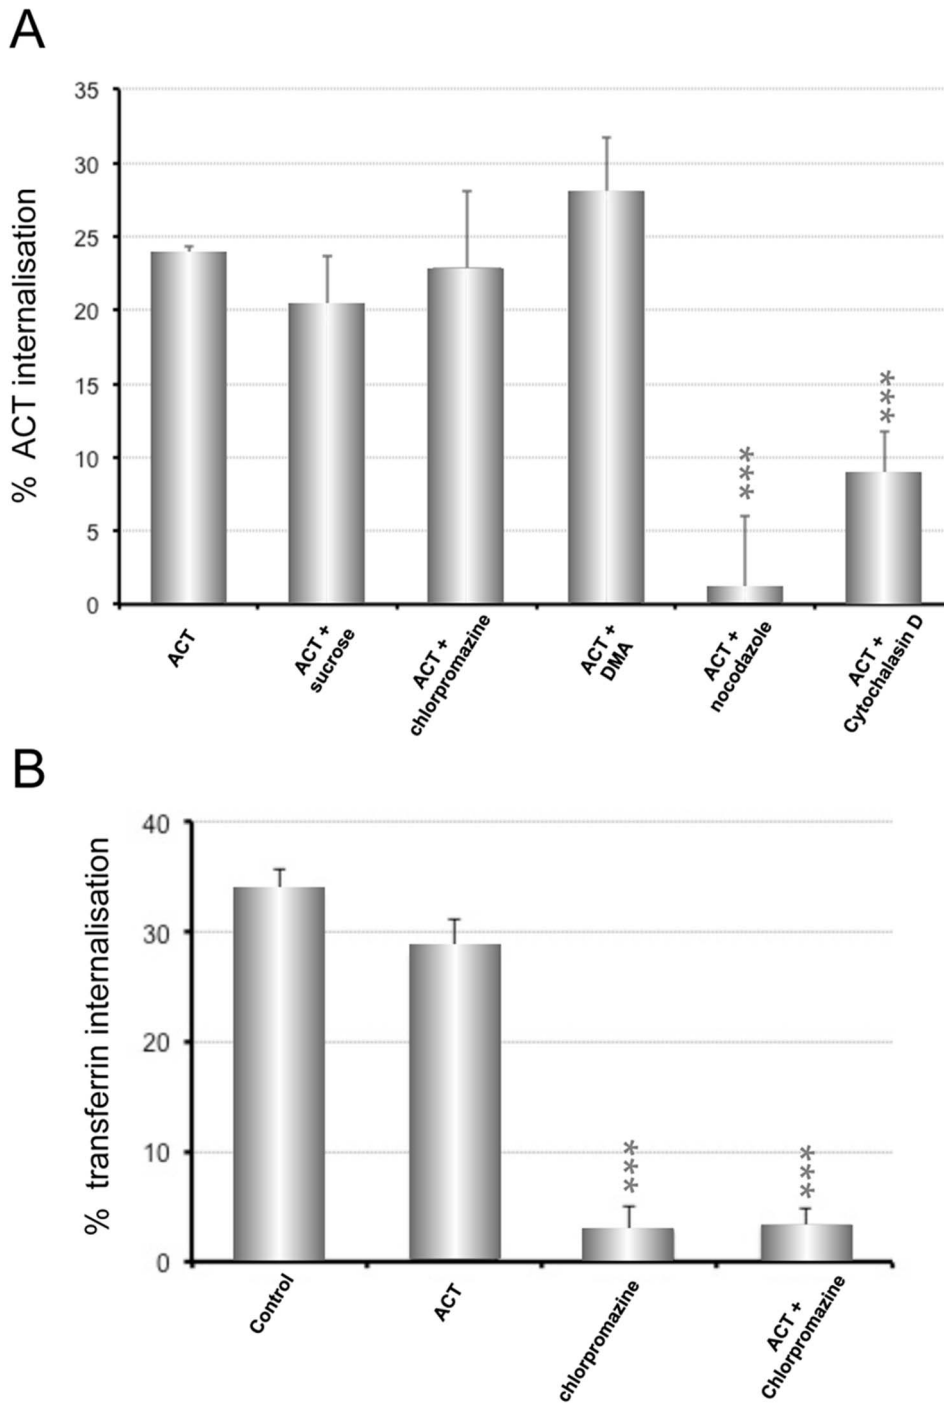 A
% ACT internalisation
35
30
25
20
15
10
5
0
***
***
ACT
ACT +
sucrose
ACT +
chlorpromazine
ACT +
DMA
ACT +
nocodazole
ACT +
Cytochalasin D
B
% transferrin internalisation
40
30
20
10
0
***
***
Control
ACT
chlorpromazine
ACT +
Chlorpromazine